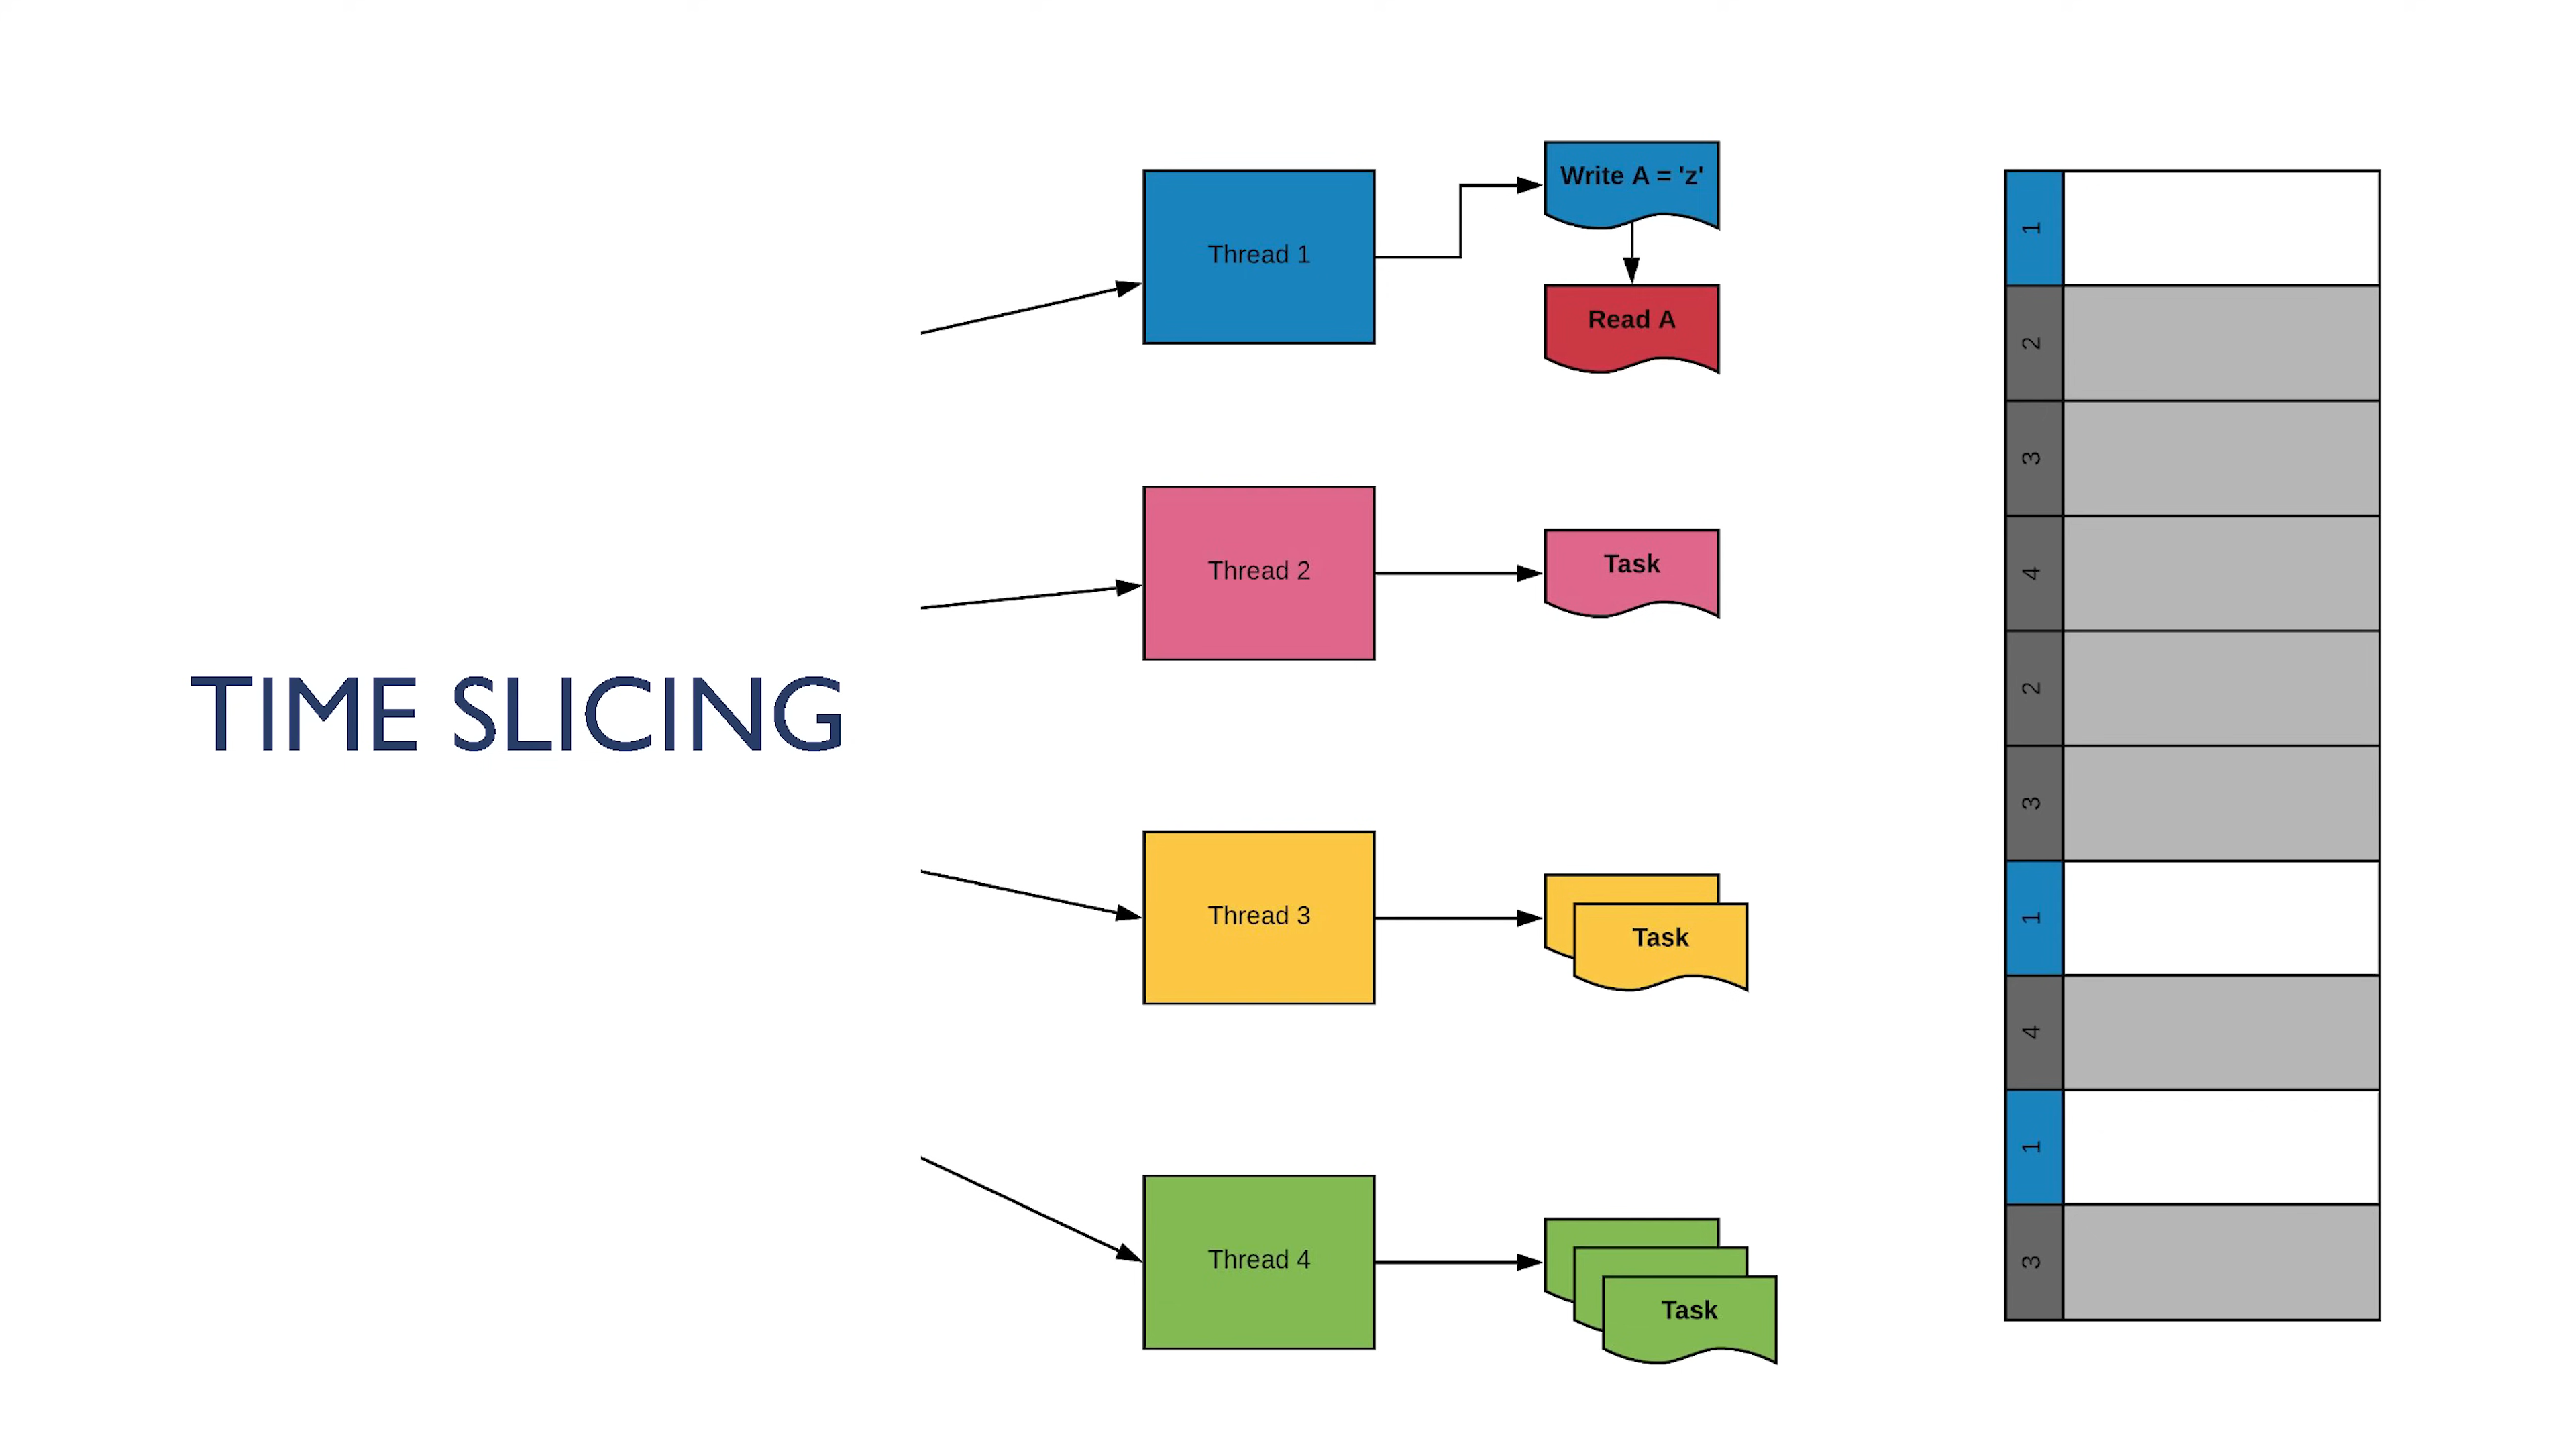 TIME SLICING
Thread 1
Write A = 'z'
Read A
Thread 2
Task
Thread 3
Task
Thread 4
Task
1
2
3
4
2
3
1
4
1
3